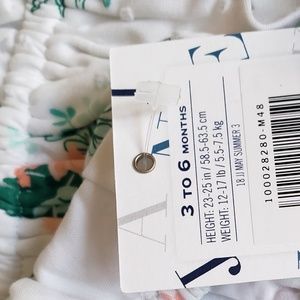 3 TO 6 MONTHS
HEIGHT: 23-25 in / 58.5-63.5 cm
WEIGHT: 12-17 lb / 5.5-7.5 kg
18 JJ MAY SUMMER 3
100028280-M48